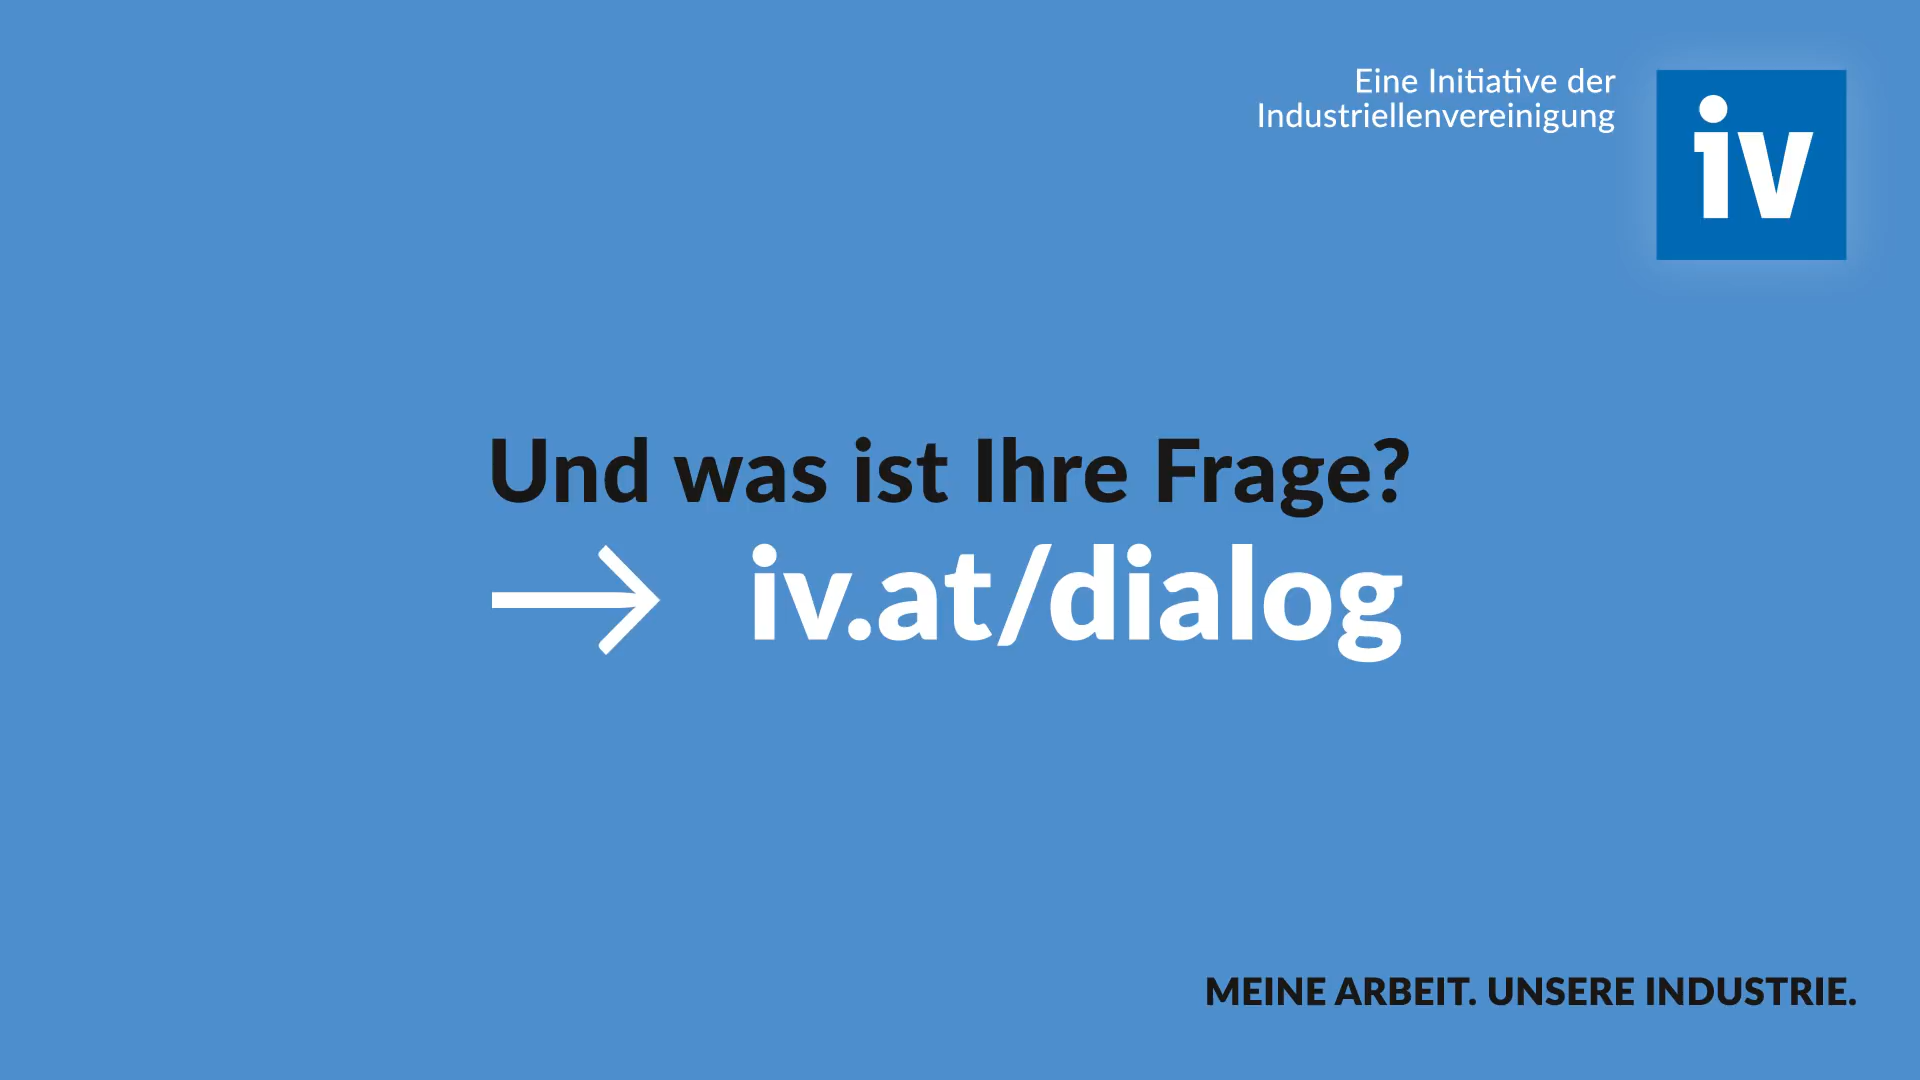 Eine Initiative der
Industriellenvereinigung
iv
Und was ist Ihre Frage?
→ iv.at/dialog
MEINE ARBEIT. UNSERE INDUSTRIE.